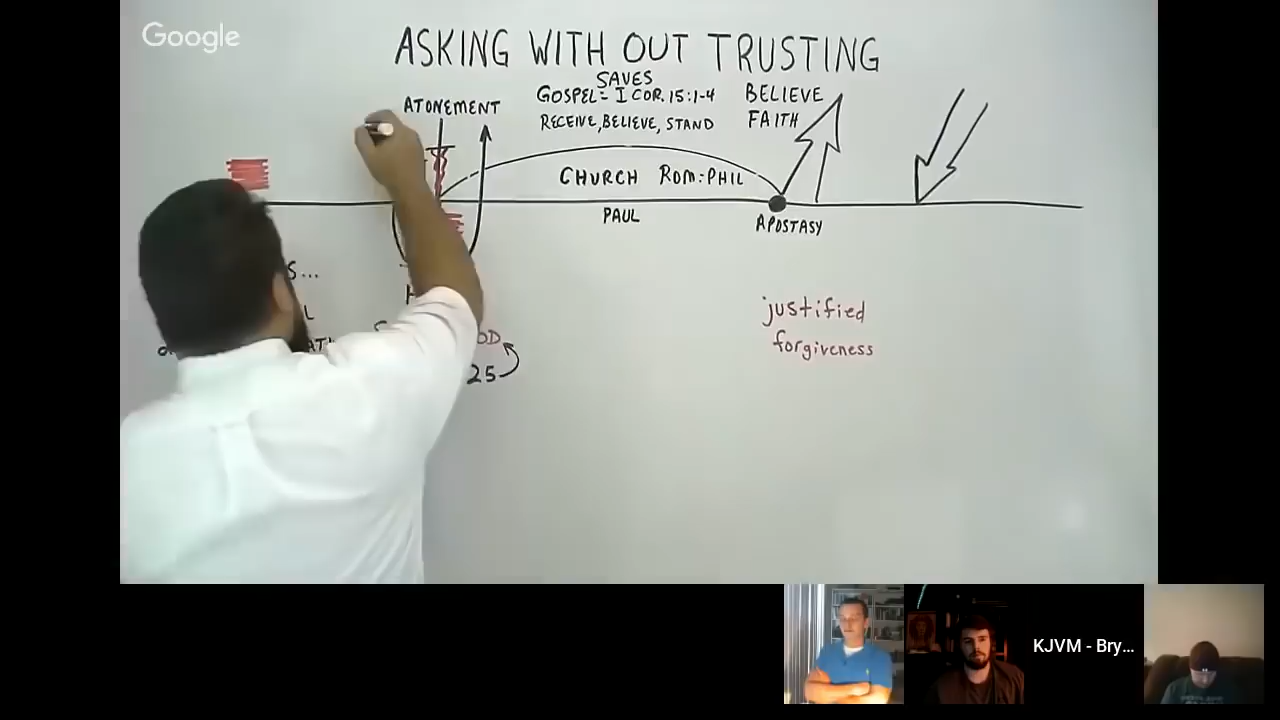 Google
ASKING WITH OUT TRUSTING
SAVES
ATONEMENT
GOSPEL = I COR. 15:1-4
RECEIVE, BELIEVE, STAND
BELIEVE
FAITH
CHURCH ROM : PHIL
PAUL
APOSTASY
justified
forgiveness
25
KJVM - Bry...